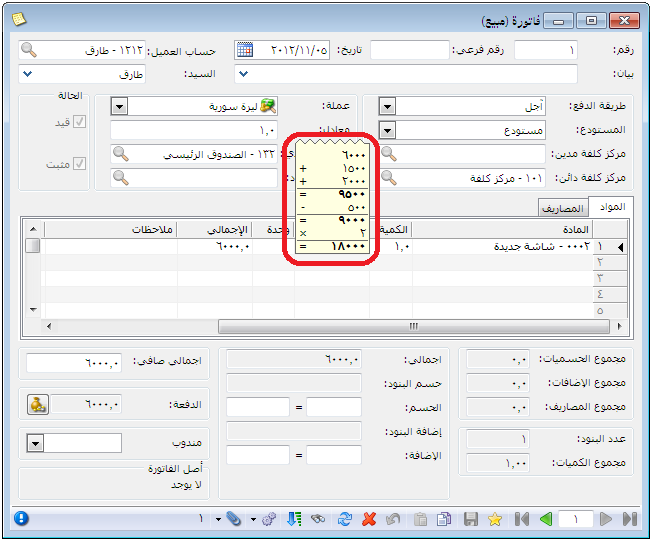 فاتورة (مبيع)
رقم: ١ رقم فرعي: تاريخ: ٢٠١٢/١١/٠٥ حساب العميل: ١٢١٢ - طارق
بيان: السيد: طارق
طريقة الدفع: آجل
المستودع: مستودع
مركز كلفة مدين:
مركز كلفة دائن: ١٠١ - مركز كلفة
عملة: ليرة سورية
معادل: ١,٠
١٣٢ - الصندوق الرئيسي
الحالة
قيد
مثبت
٦٠٠٠
١٥٠٠ +
٢٠٠٠ +
٩٥٠٠ =
٥٠٠ -
٩٠٠٠ =
٢ ×
١٨٠٠٠ =
المواد المصاريف
المادة الكمية وحدة الإجمالي ملاحظات
١ ٠٠٠٢ - شاشة جديدة ١,٠ ٦٠٠٠,٠
٢
٣
٤
٥
مجموع الحسميات: ٠,٠
مجموع الإضافات: ٠,٠
مجموع المصاريف: ٠,٠
عدد البنود: ١
مجموع الكميات: ١,٠٠
اجمالي: ٦٠٠٠,٠
حسم البنود:
الحسم: =
إضافة البنود:
الإضافة: =
اجمالي صافي: ٦٠٠٠,٠
الدفعة: ٦٠٠٠,٠
مندوب
أصل الفاتورة
لا يوجد
١
١